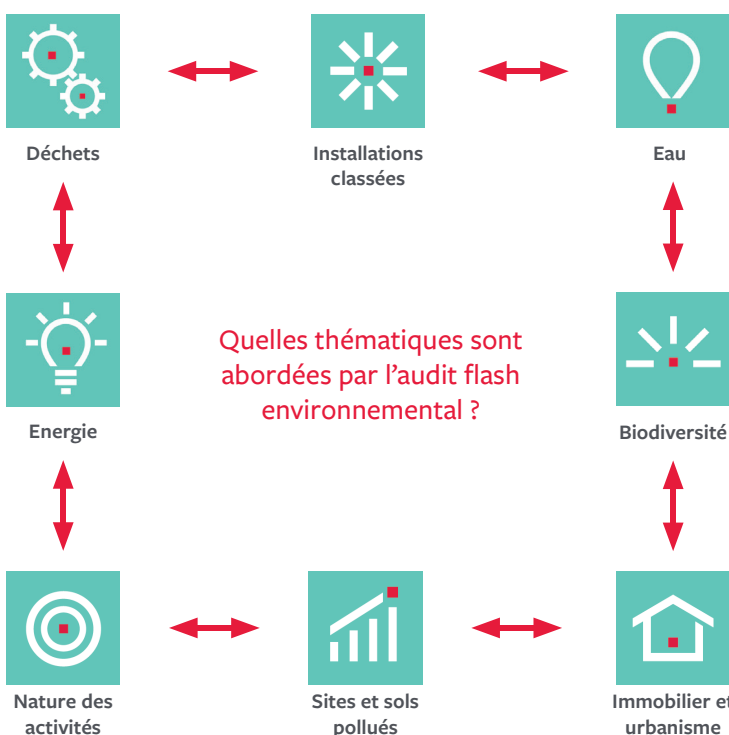 Déchets
Installations
classées
Eau
Quelles thématiques sont
abordées par l'audit flash
environnemental ?
Energie
Biodiversité
Nature des
activités
Sites et sols
pollués
Immobilier et
urbanisme